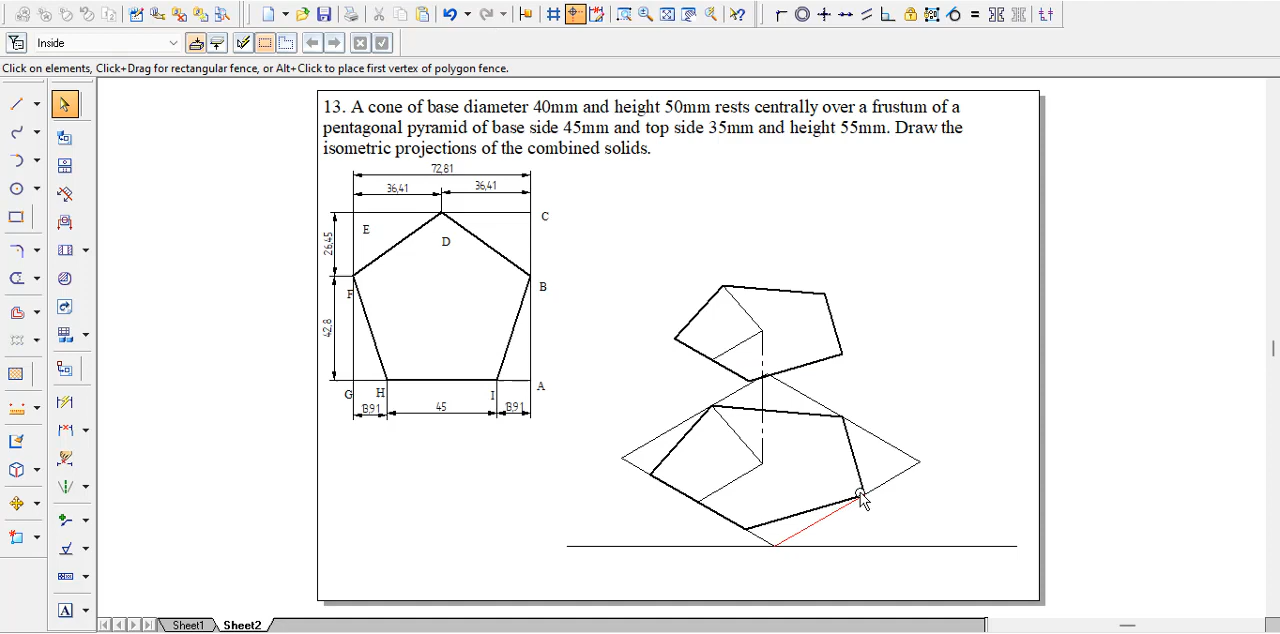 Inside
Click on elements, Click+Drag for rectangular fence, or Alt+Click to place first vertex of polygon fence.
13. A cone of base diameter 40mm and height 50mm rests centrally over a frustum of a
pentagonal pyramid of base side 45mm and top side 35mm and height 55mm. Draw the
isometric projections of the combined solids.
72,81
36,41 36,41
E C
D
26,45
F B
42,8
G H I A
13,91 45 13,91
A
Sheet1 Sheet2